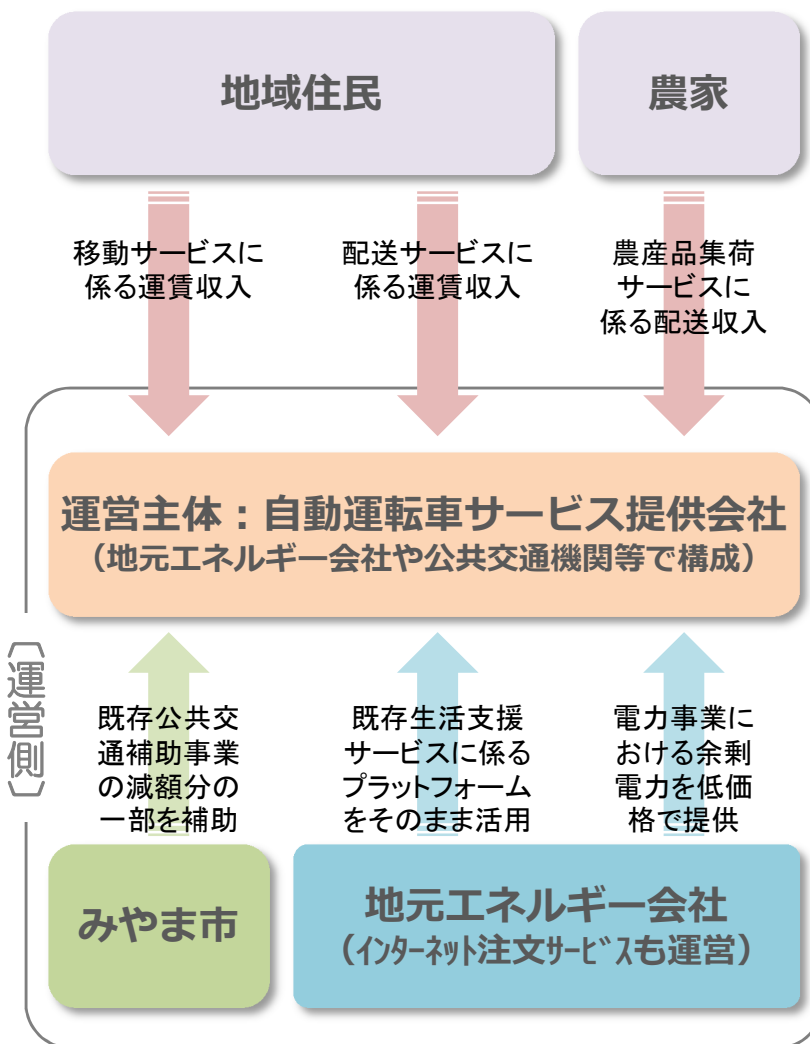 地域住民
農家
移動サービスに
係る運賃収入
配送サービスに
係る運賃収入
農産品集荷
サービスに
係る配送収入
運営主体：自動運転車サービス提供会社
（地元エネルギー会社や公共交通機関等で構成）
〔運営側〕
既存公共交
通補助事業
の減額分の
一部を補助
既存生活支援
サービスに係る
プラットフォーム
をそのまま活用
電力事業に
おける余剰
電力を低価
格で提供
みやま市
地元エネルギー会社
（ｲﾝﾀｰﾈｯﾄ注文ｻｰﾋﾞｽも運営）